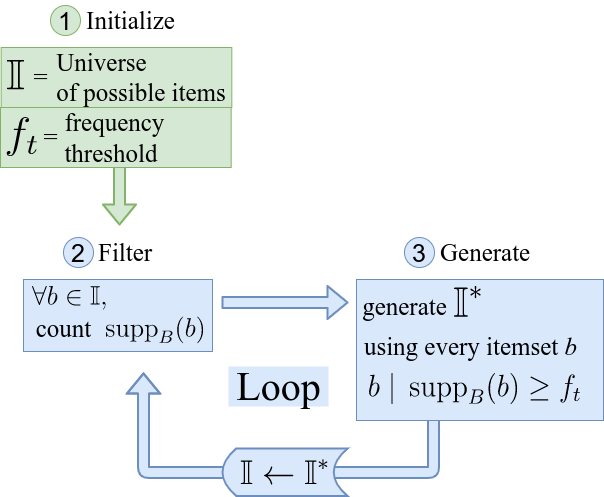 1 Initialize
𝕀 = Universe
of possible items
f_t = frequency
threshold
2 Filter
∀b ∈ 𝕀,
count supp_B(b)
3 Generate
generate 𝕀*
using every itemset b
b | supp_B(b) ≥ f_t
Loop
𝕀 ← 𝕀*